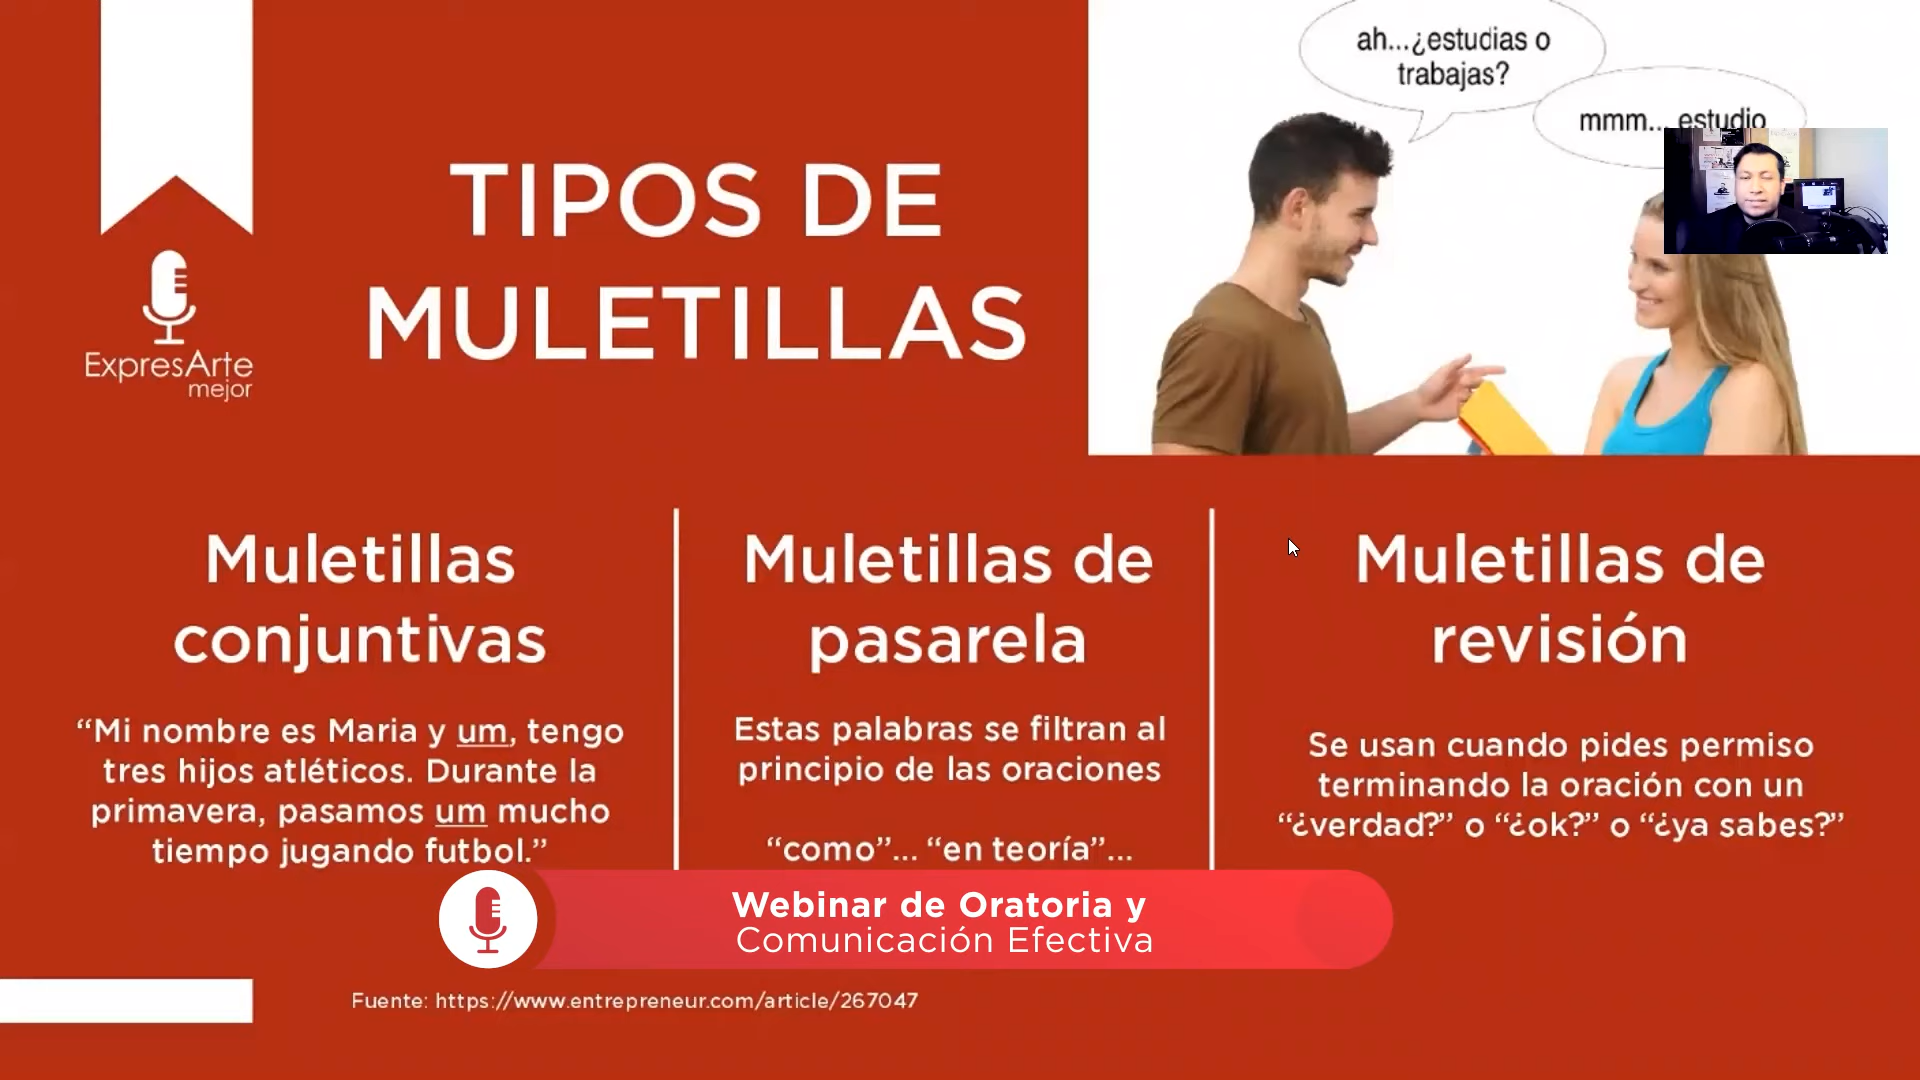 ah...¿estudias o
trabajas?
mmm... estudio
TIPOS DE
MULETILLAS
ExpresArte
mejor
Muletillas
conjuntivas
“Mi nombre es Maria y um, tengo
tres hijos atléticos. Durante la
primavera, pasamos um mucho
tiempo jugando futbol.”
Muletillas de
pasarela
Estas palabras se filtran al
principio de las oraciones
“como”... “en teoría”...
Muletillas de
revisión
Se usan cuando pides permiso
terminando la oración con un
“¿verdad?” o “¿ok?” o “¿ya sabes?”
Webinar de Oratoria y
Comunicación Efectiva
Fuente: https://www.entrepreneur.com/article/267047